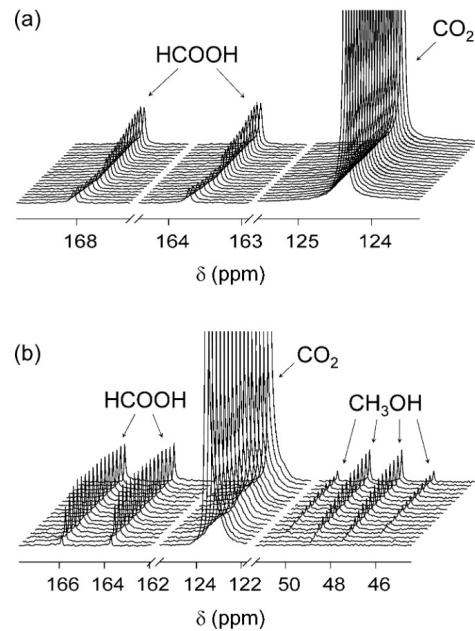 (a)
HCOOH
CO₂
168 164 163 125 124
δ (ppm)
(b)
HCOOH
CO₂
CH₃OH
166 164 162 124 122 50 48 46
δ (ppm)